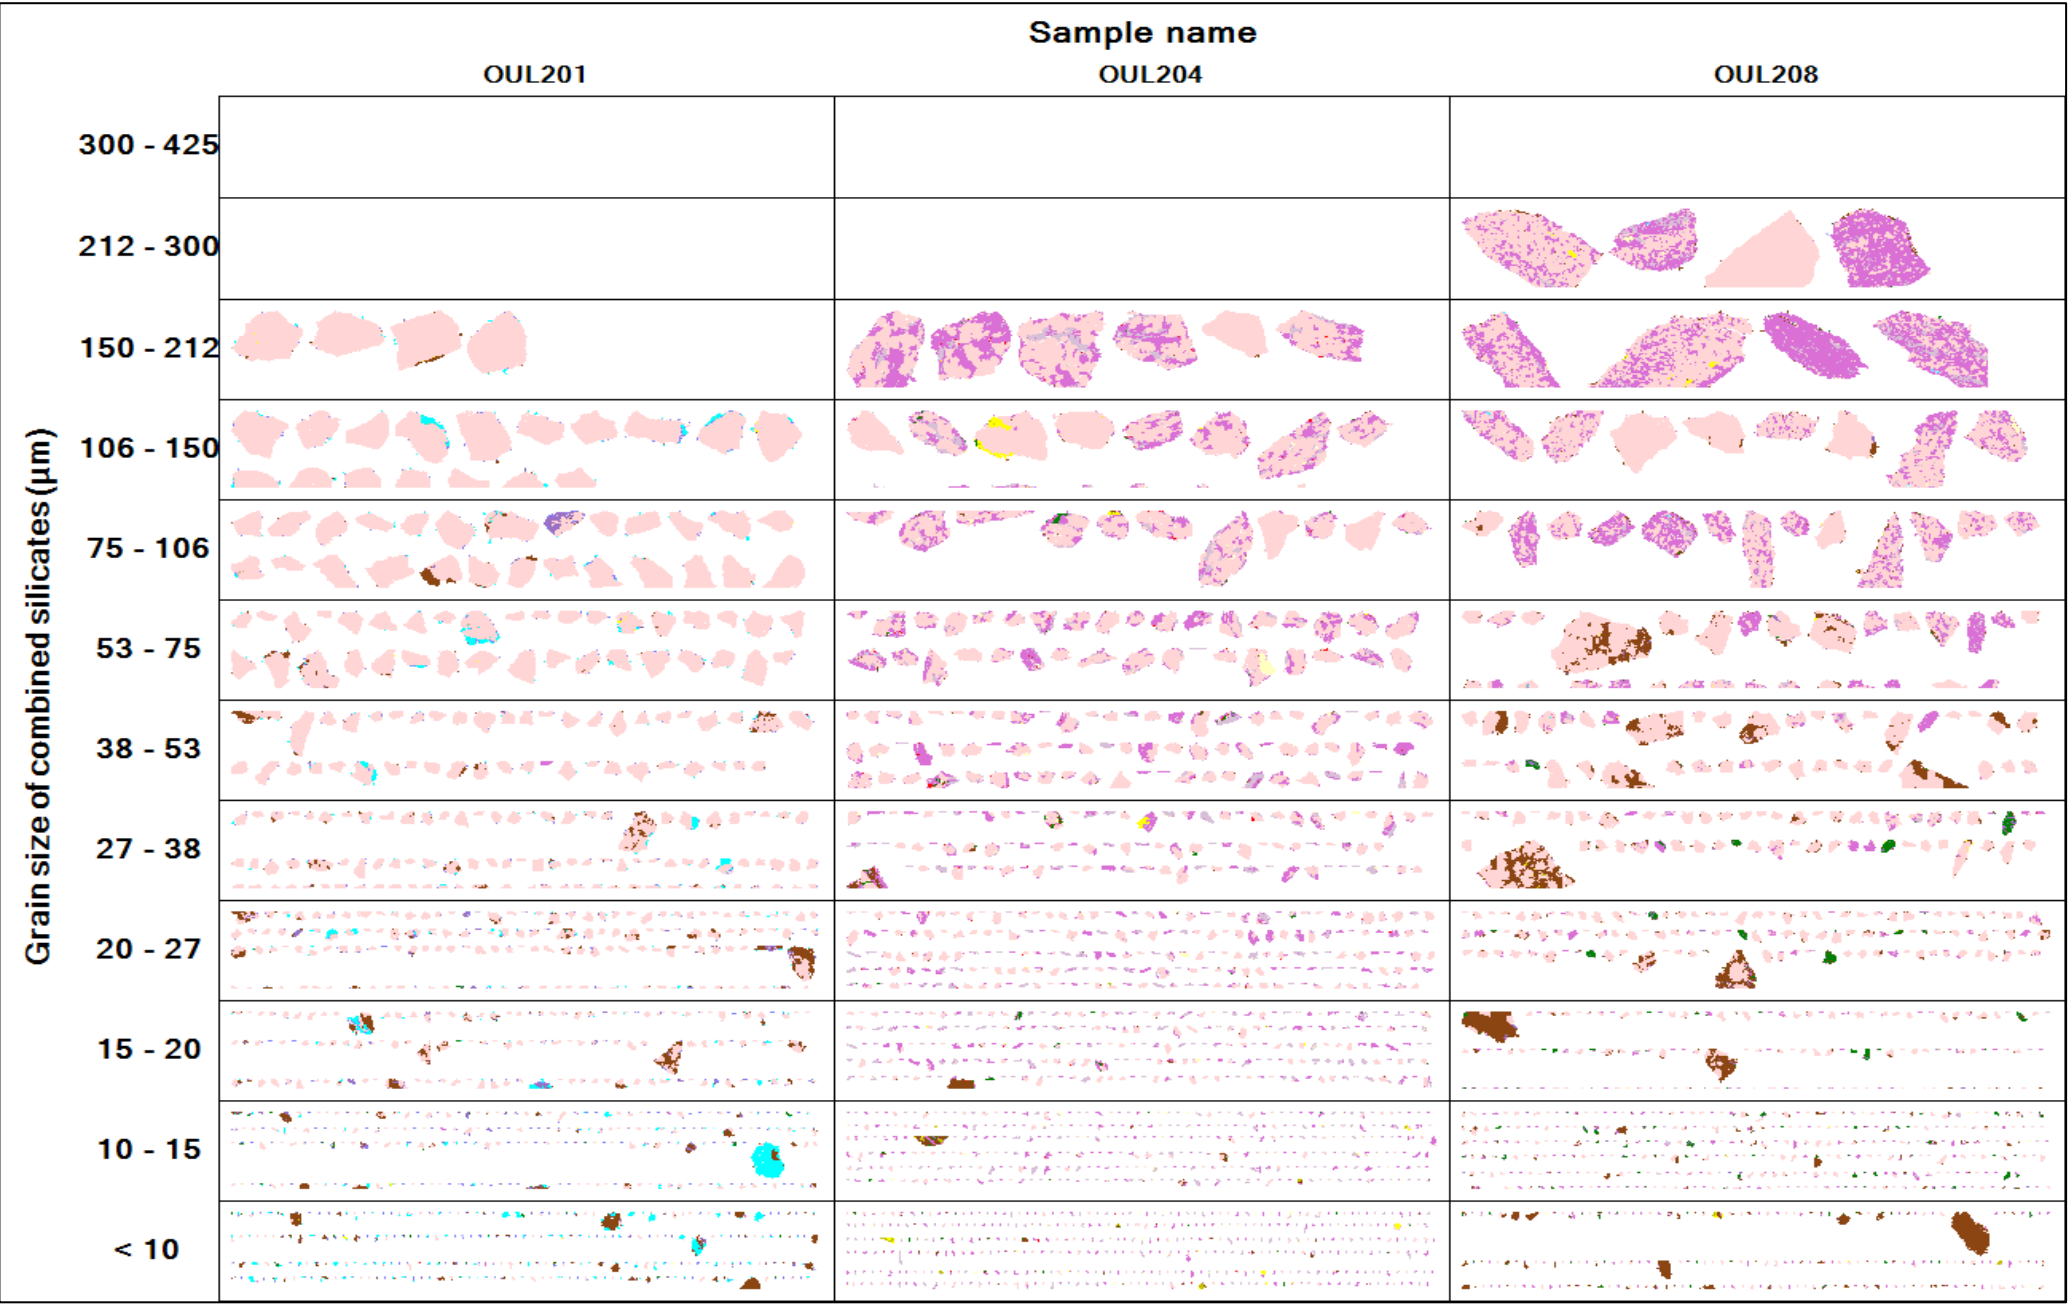 Sample name
OUL201 OUL204 OUL208
Grain size of combined silicates (µm)
300 - 425
212 - 300
150 - 212
106 - 150
75 - 106
53 - 75
38 - 53
27 - 38
20 - 27
15 - 20
10 - 15
< 10